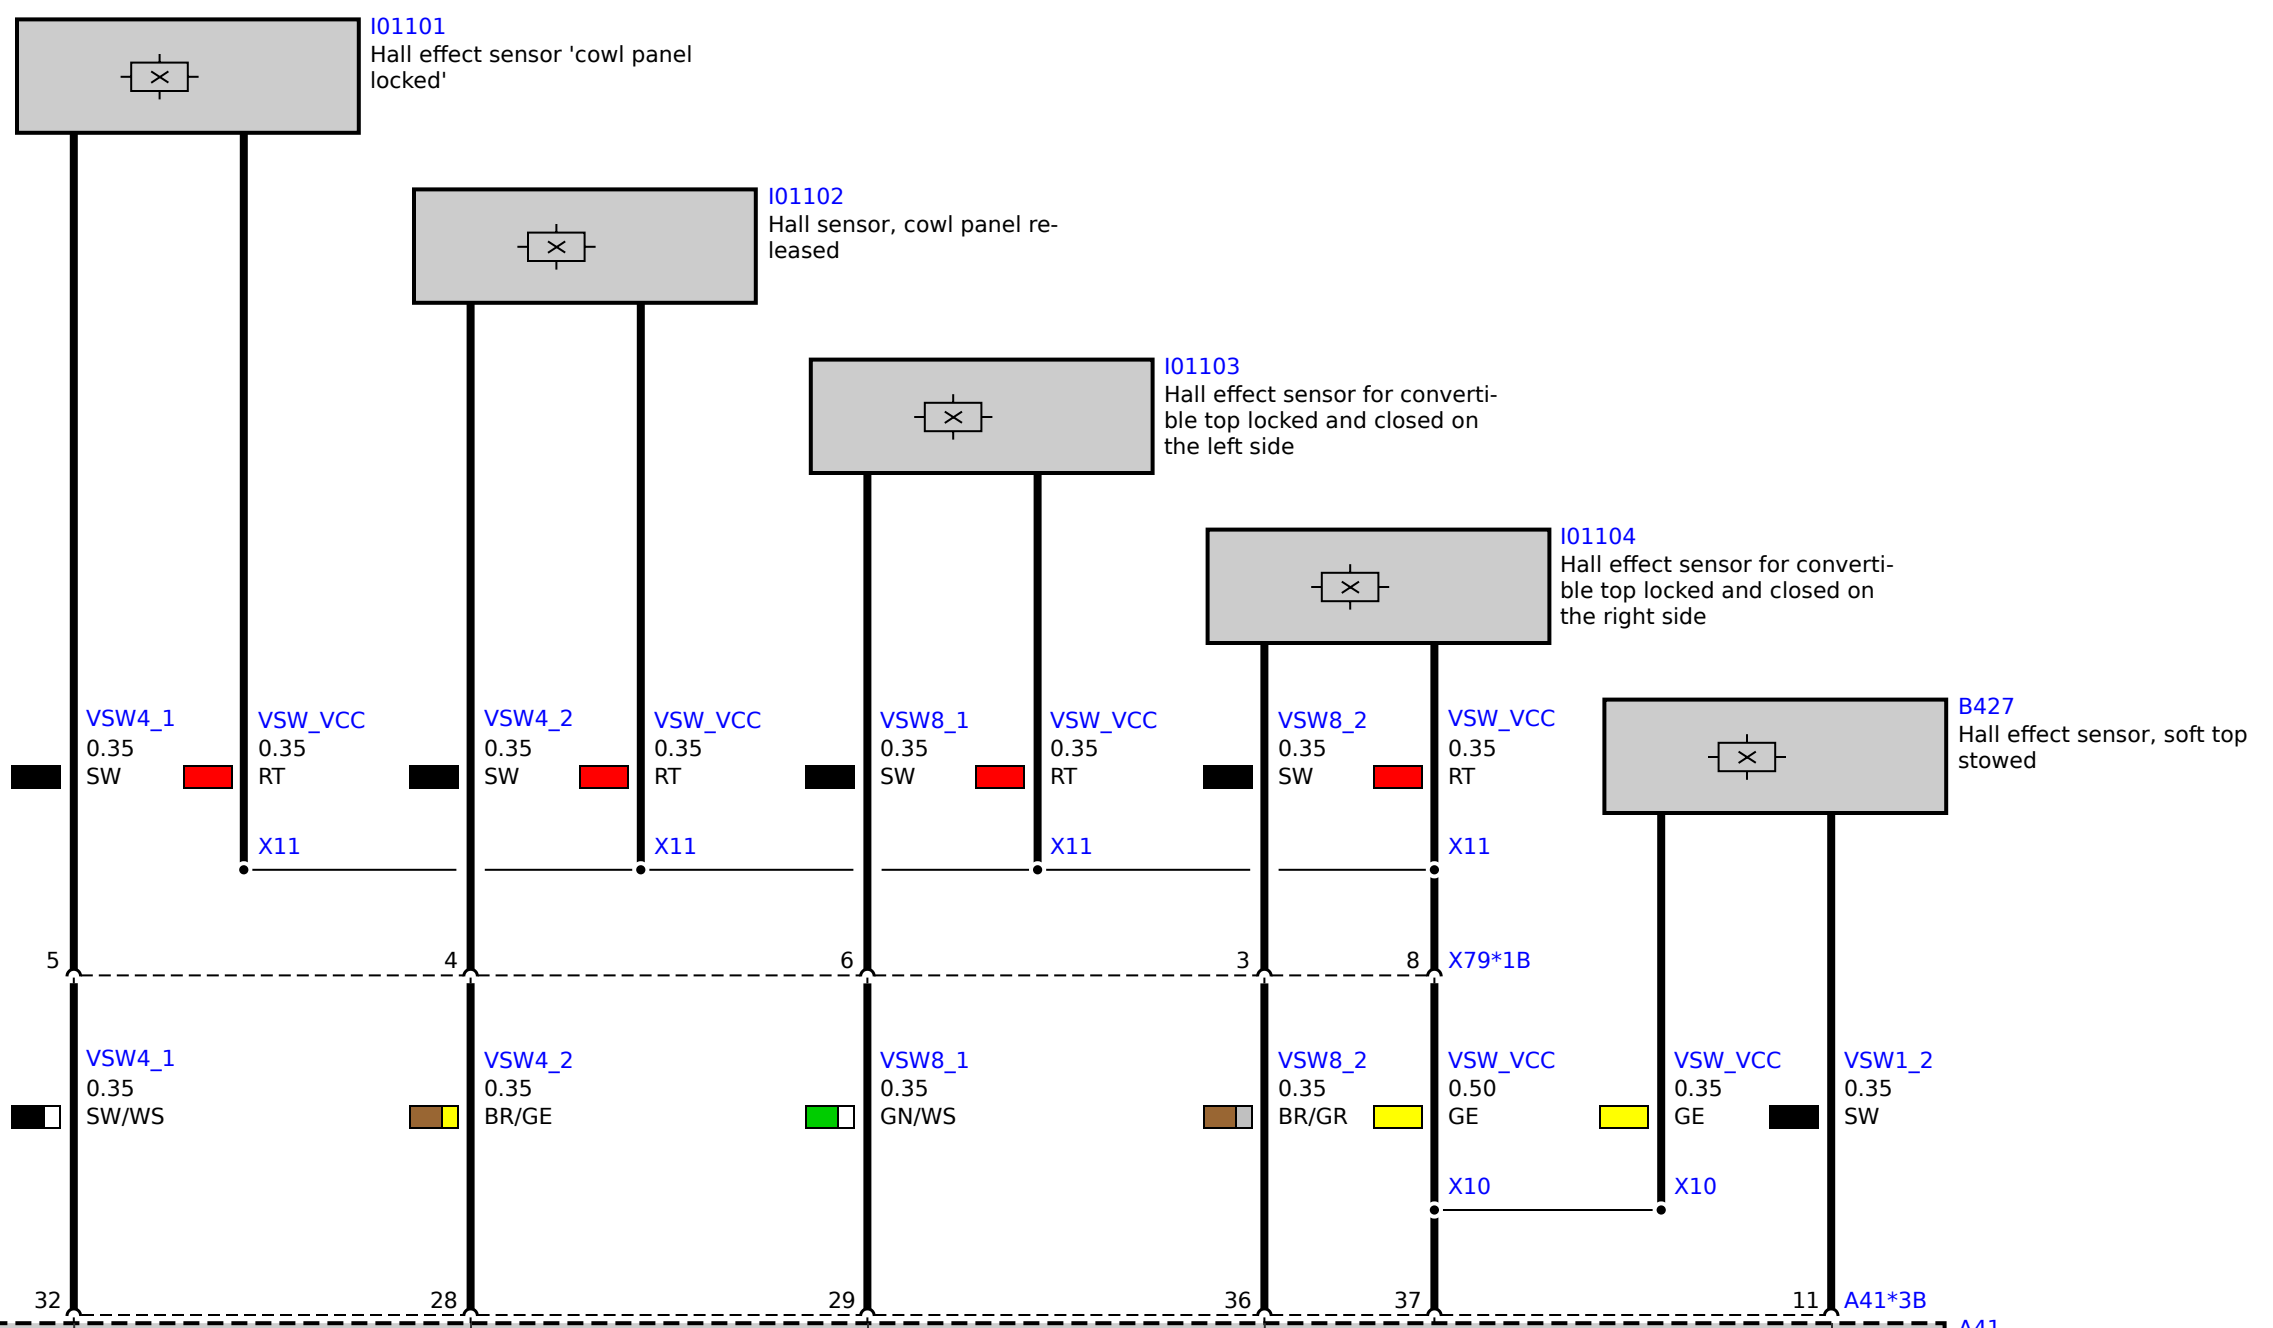 I01101
Hall effect sensor 'cowl panel
locked'
I01102
Hall sensor, cowl panel re-
leased
I01103
Hall effect sensor for converti-
ble top locked and closed on
the left side
I01104
Hall effect sensor for converti-
ble top locked and closed on
the right side
B427
Hall effect sensor, soft top
stowed
VSW4_1
0.35
SW
VSW_VCC
0.35
RT
VSW4_2
0.35
SW
VSW_VCC
0.35
RT
VSW8_1
0.35
SW
VSW_VCC
0.35
RT
VSW8_2
0.35
SW
VSW_VCC
0.35
RT
X11
X11
X11
X11
5
4
6
3
8
X79*1B
VSW4_1
0.35
SW/WS
VSW4_2
0.35
BR/GE
VSW8_1
0.35
GN/WS
VSW8_2
0.35
BR/GR
VSW_VCC
0.50
GE
VSW_VCC
0.35
GE
VSW1_2
0.35
SW
X10
X10
32
28
29
36
37
11
A41*3B
A41